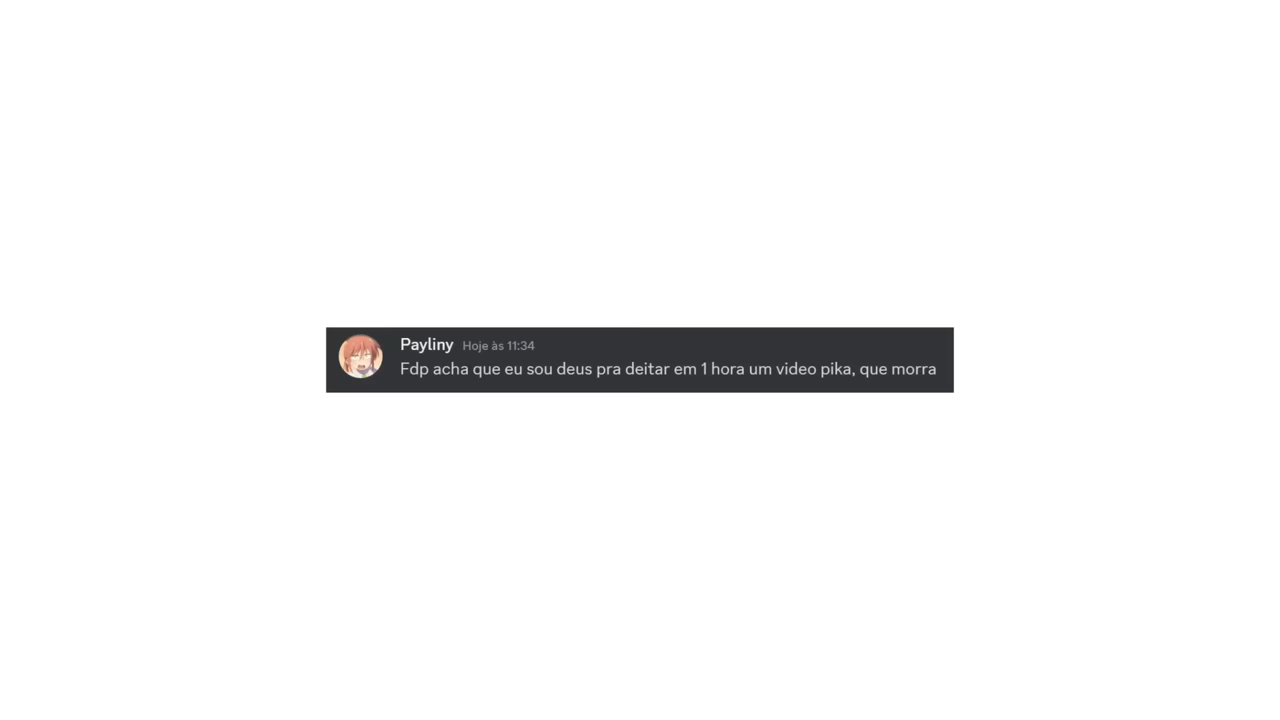 Payliny Hoje às 11:34
Fdp acha que eu sou deus pra deitar em 1 hora um video pika, que morra